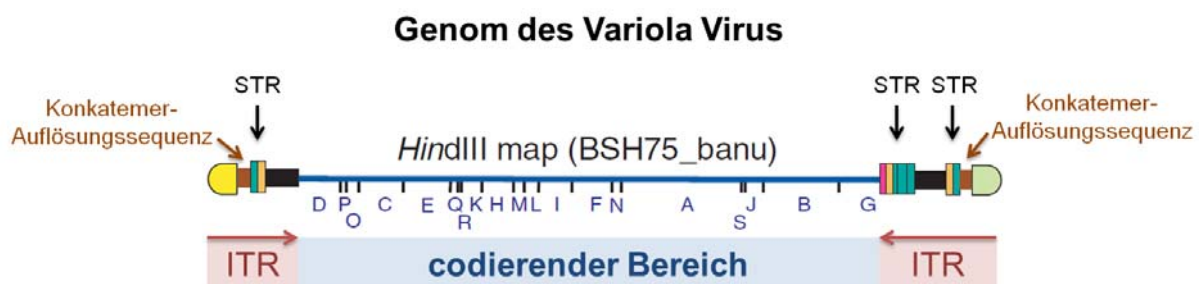 Genom des Variola Virus
STR
STR STR
Konkatemer-
Auflösungssequenz
Konkatemer-
Auflösungssequenz
HindIII map (BSH75_banu)
D P O C E Q R K H M L I F N A S J B G
ITR
codierender Bereich
ITR